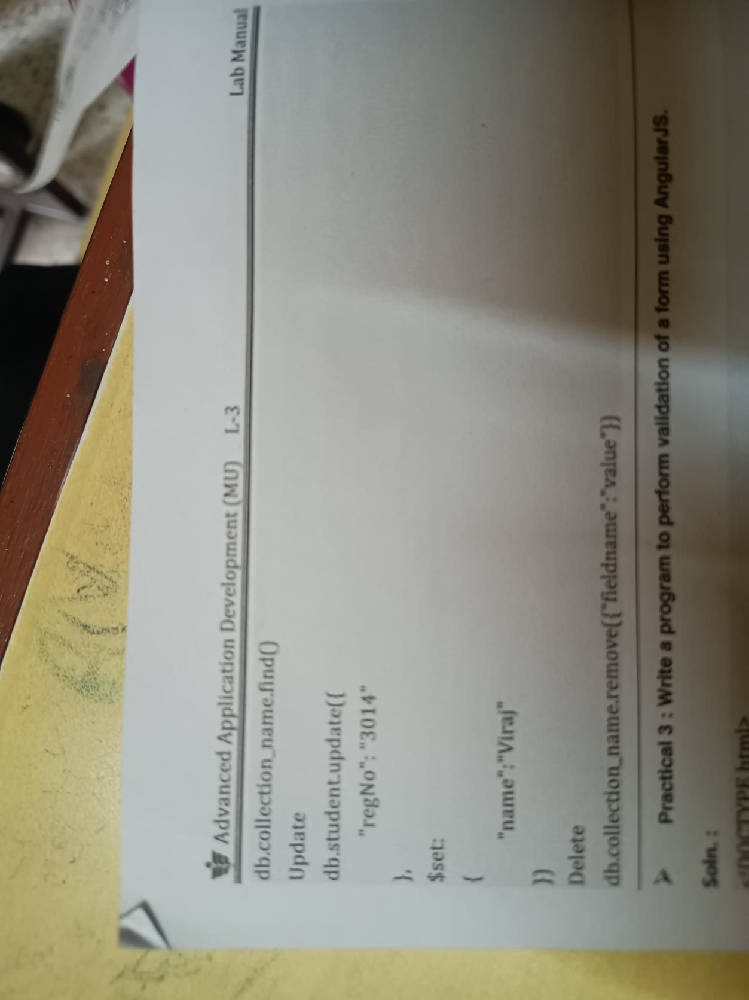 Advanced Application Development (MU) L-3 Lab Manual
db.collection_name.find()
Update
db.student.update({
"regNo": "3014"
},
$set:
{
"name":"Viraj"
})
Delete
db.collection_name.remove({"fieldname":"value"})
➢ Practical 3 : Write a program to perform validation of a form using AngularJS.
Soln. :
<!DOCTYPE html>